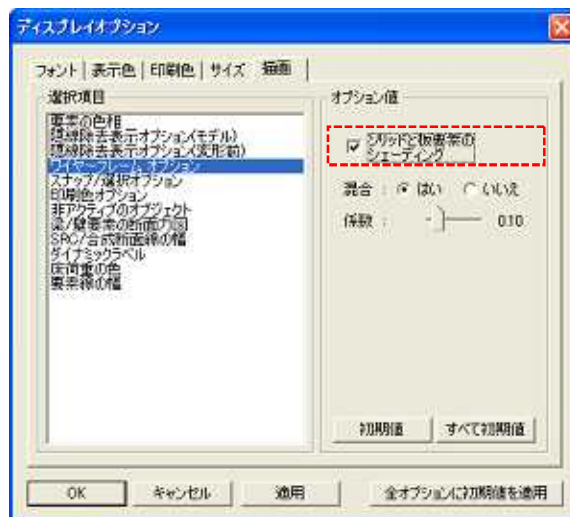 ディスプレイオプション
フォント 表示色 印刷色 サイズ 描画
選択項目
要素の色相
隠線除去表示オプション(モデル)
隠線除去表示オプション(変形前)
ワイヤーフレーム オプション
スナップ/選択オプション
印刷色オプション
非アクティブのオブジェクト
梁/壁要素の断面力図
SRC/合成断面線の幅
ダイナミックラベル
床荷重の色
要素線の幅
オプション値
ソリッドと板要素の
シェーディング
混合 : はい いいえ
係数 : 0.10
初期値 すべて初期値
OK キャンセル 適用 全オプションに初期値を適用